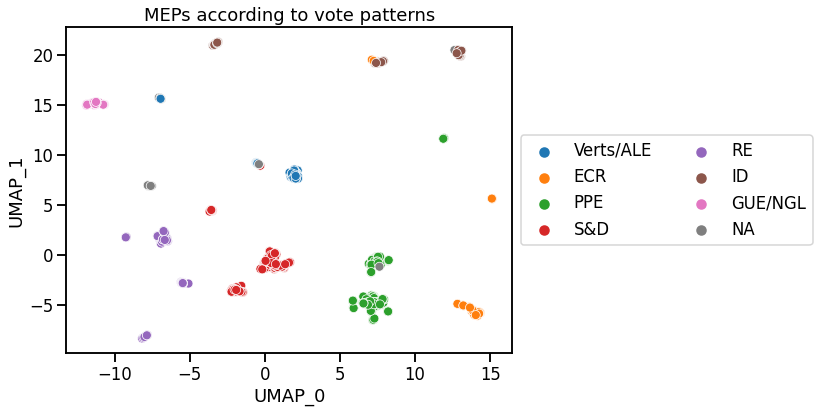 MEPs according to vote patterns
20
15
10
5
0
−5
UMAP_1
−10
−5
0
5
10
15
UMAP_0
Verts/ALE
ECR
PPE
S&D
RE
ID
GUE/NGL
NA